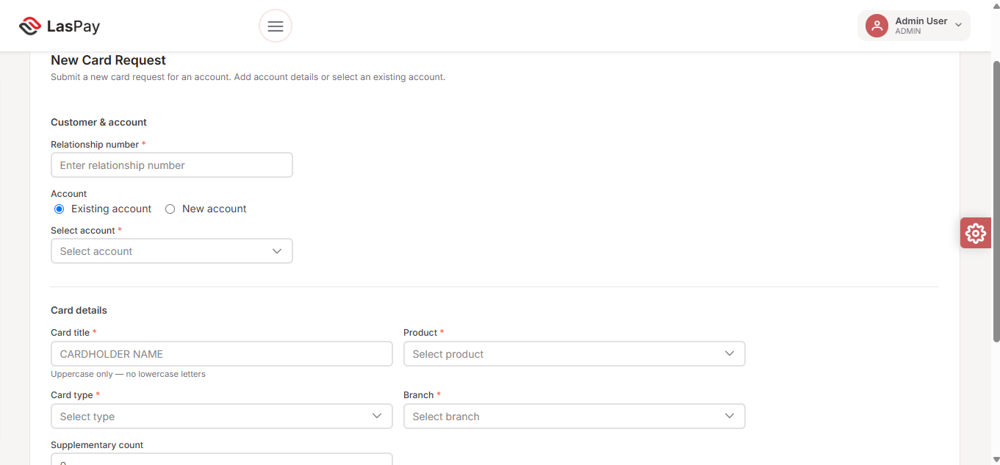 LasPay
Admin User
ADMIN
New Card Request
Submit a new card request for an account. Add account details or select an existing account.
Customer & account
Relationship number *
Enter relationship number
Account
Existing account
New account
Select account *
Select account
Card details
Card title *
Product *
CARDHOLDER NAME
Select product
Uppercase only — no lowercase letters
Card type *
Branch *
Select type
Select branch
Supplementary count
0